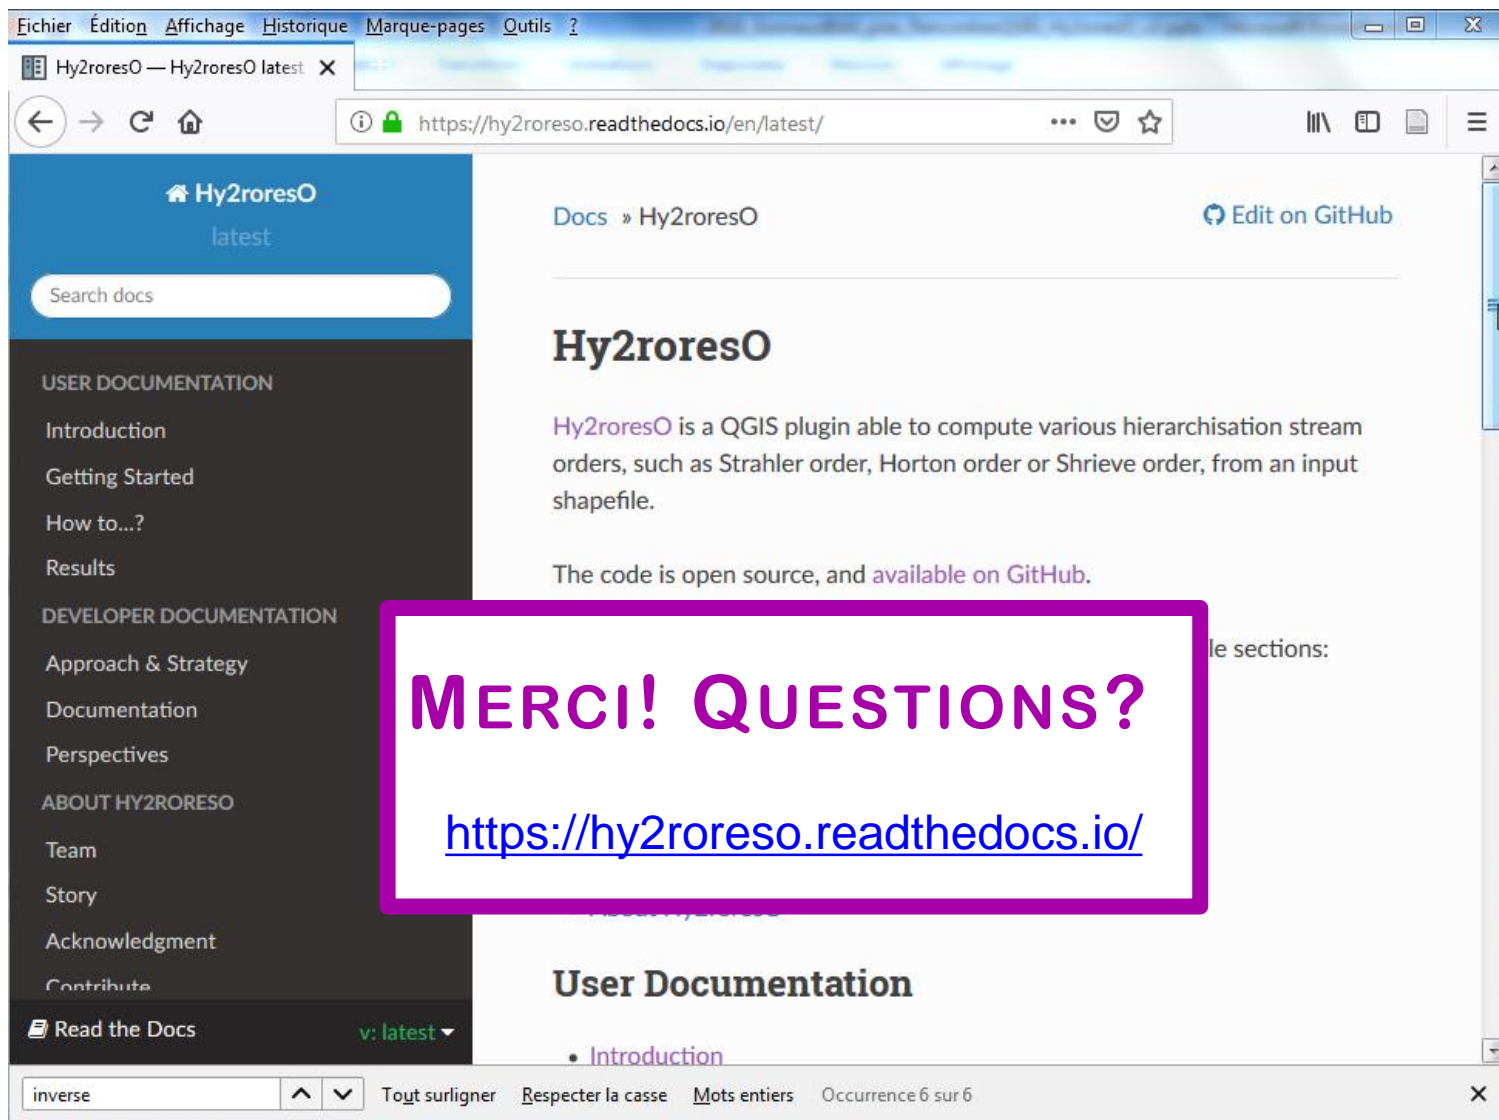 Fichier Édition Affichage Historique Marque-pages Outils ?
Hy2roresO — Hy2roresO latest
https://hy2roreso.readthedocs.io/en/latest/
Hy2roresO
latest
Search docs
USER DOCUMENTATION
Introduction
Getting Started
How to...?
Results
DEVELOPER DOCUMENTATION
Approach & Strategy
Documentation
Perspectives
ABOUT HY2RORESO
Team
Story
Acknowledgment
Contribute
Read the Docs v: latest
Docs » Hy2roresO Edit on GitHub
Hy2roresO
Hy2roresO is a QGIS plugin able to compute various hierarchisation stream
orders, such as Strahler order, Horton order or Shrieve order, from an input
shapefile.
The code is open source, and available on GitHub.
le sections:
MERCI! QUESTIONS?
https://hy2roreso.readthedocs.io/
About Hy2roresO
User Documentation
• Introduction
inverse Tout surligner Respecter la casse Mots entiers Occurrence 6 sur 6